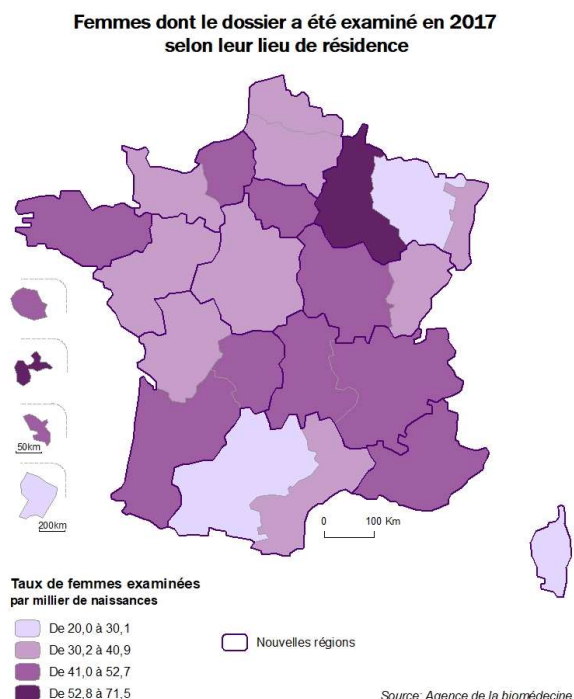 Femmes dont le dossier a été examiné en 2017
selon leur lieu de résidence
50km
200km
0 100 Km
Taux de femmes examinées
par millier de naissances
De 20,0 à 30,1
De 30,2 à 40,9
De 41,0 à 52,7
De 52,8 à 71,5
Nouvelles régions
Source: Agence de la biomédecine